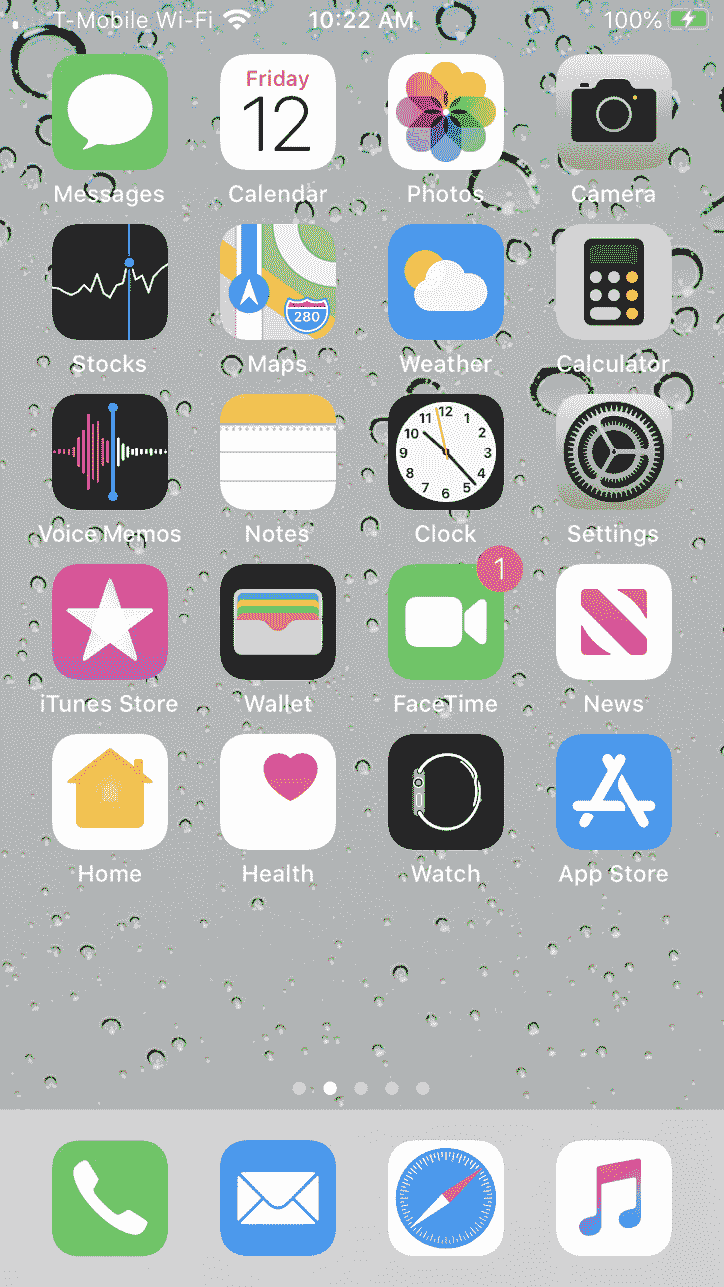 T-Mobile Wi-Fi 10:22 AM 100%
Friday
12
Messages Calendar Photos Camera
280
Stocks Maps Weather Calculator
12
11 1
10 2
9 3
8 4
7 5
6
Voice Memos Notes Clock Settings
1
iTunes Store Wallet FaceTime News
Home Health Watch App Store